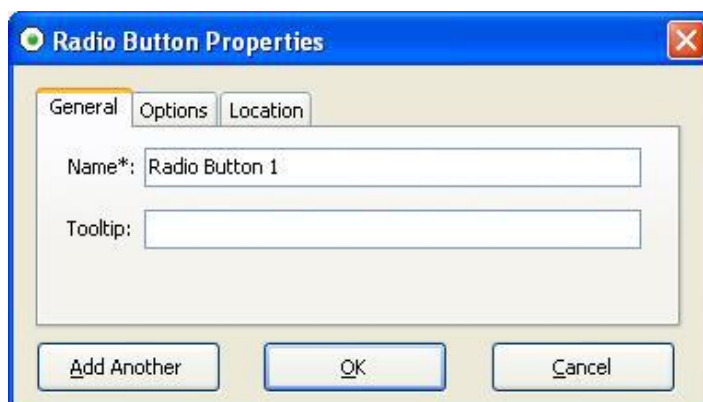 Radio Button Properties
General Options Location
Name*: Radio Button 1
Tooltip:
Add Another OK Cancel